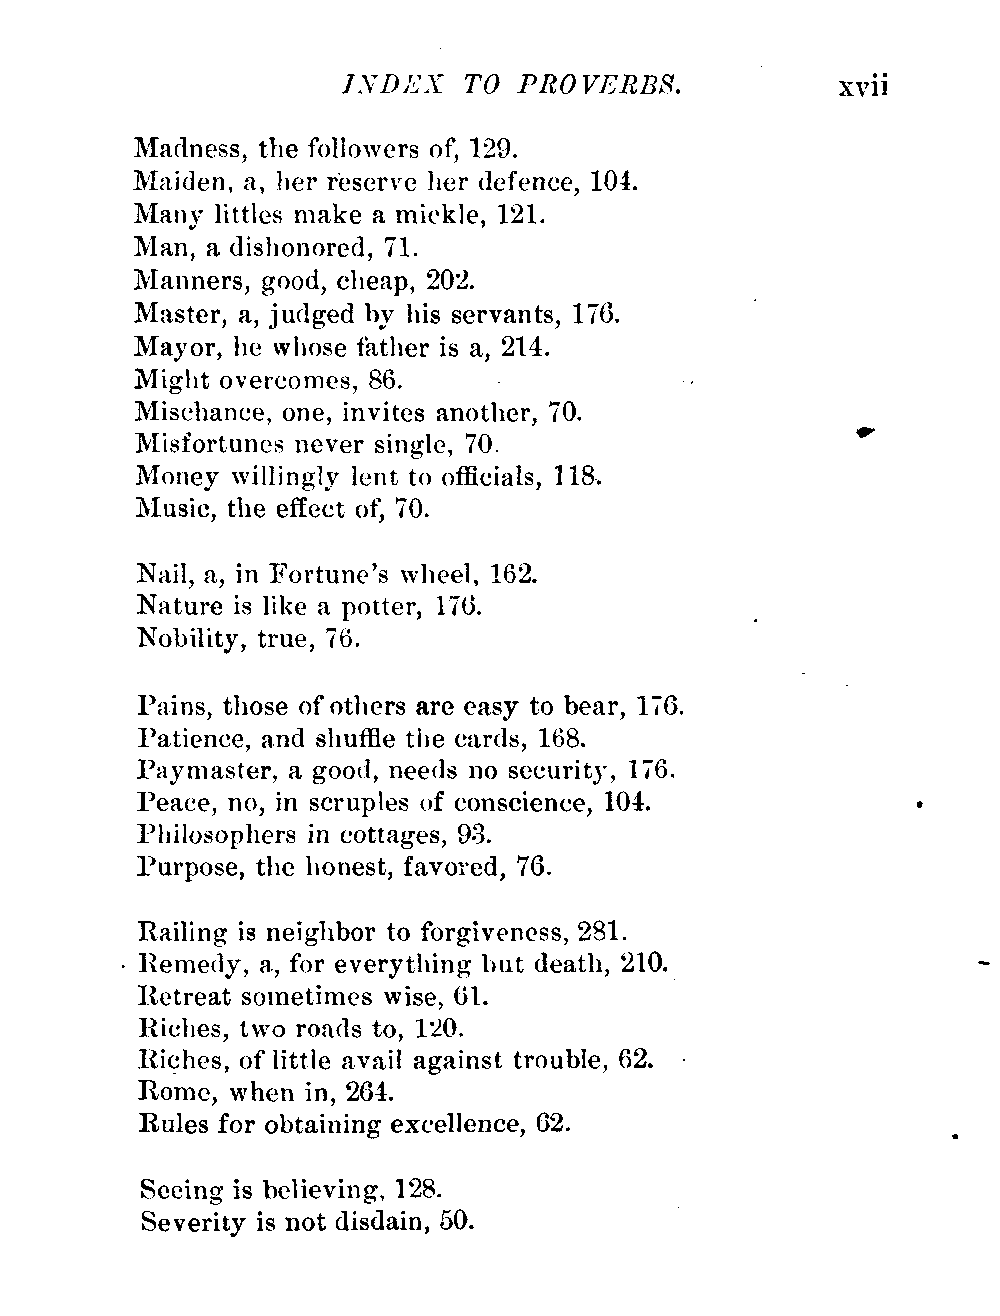 INDEX TO PROVERBS. xvii
Madness, the followers of, 129.
Maiden, a, her reserve her defence, 104.
Many littles make a mickle, 121.
Man, a dishonored, 71.
Manners, good, cheap, 202.
Master, a, judged by his servants, 176.
Mayor, he whose father is a, 214.
Might overcomes, 86.
Mischance, one, invites another, 70.
Misfortunes never single, 70.
Money willingly lent to officials, 118.
Music, the effect of, 70.
Nail, a, in Fortune's wheel, 162.
Nature is like a potter, 176.
Nobility, true, 76.
Pains, those of others are easy to bear, 176.
Patience, and shuffle the cards, 168.
Paymaster, a good, needs no security, 176.
Peace, no, in scruples of conscience, 104.
Philosophers in cottages, 93.
Purpose, the honest, favored, 76.
Railing is neighbor to forgiveness, 281.
Remedy, a, for everything but death, 210.
Retreat sometimes wise, 61.
Riches, two roads to, 120.
Riches, of little avail against trouble, 62.
Rome, when in, 264.
Rules for obtaining excellence, 62.
Seeing is believing, 128.
Severity is not disdain, 50.